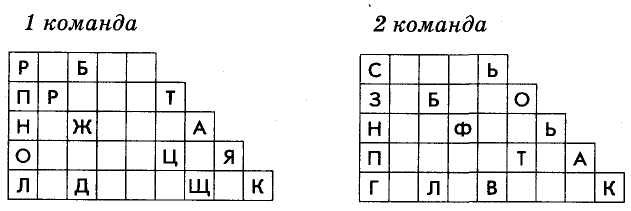 1 команда 2 команда
Р Б С Ь
П Р Т З Б О
Н Ж А Н Ф Ь
О Ц Я П Т А
Л Д Щ К Г Л В К